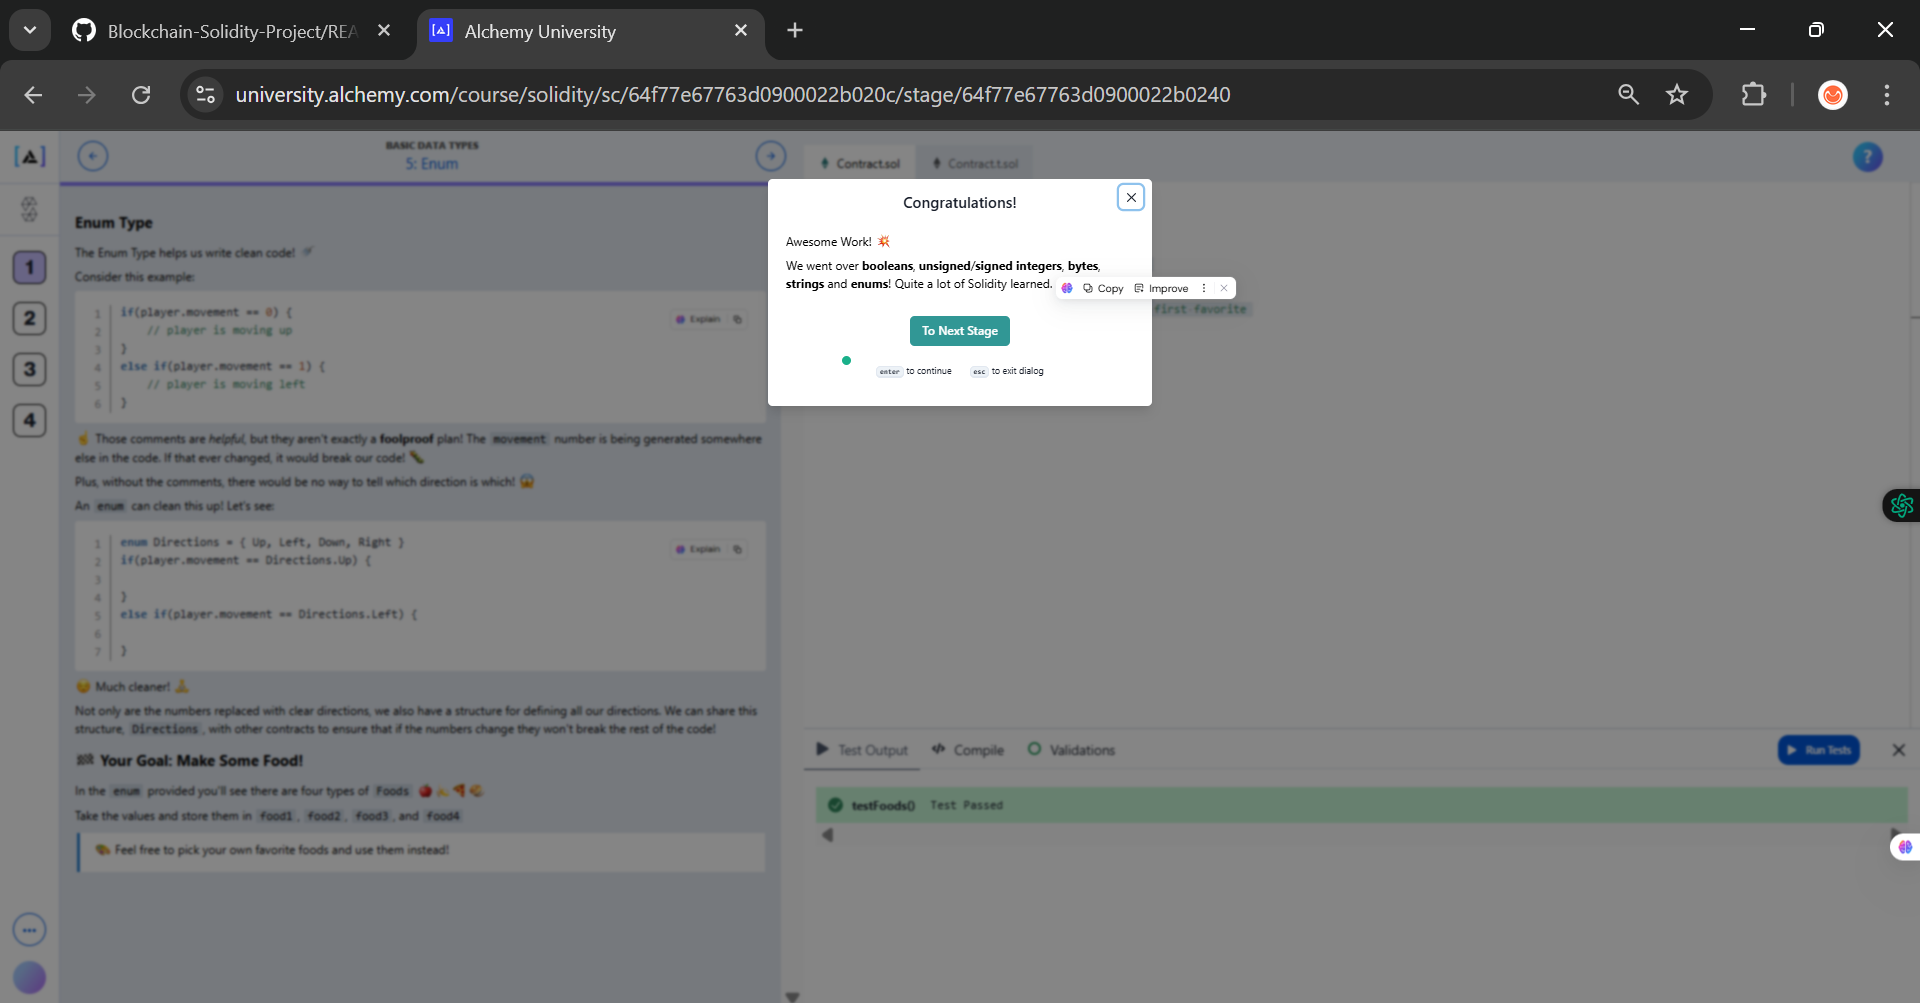 Blockchain-Solidity-Project/REA
Alchemy University
university.alchemy.com/course/solidity/sc/64f77e67763d0900022b020c/stage/64f77e67763d0900022b0240
BASIC DATA TYPES
5: Enum
1
2
3
4
Enum Type
The Enum Type helps us write clean code!
Consider this example:
1 if(player.movement == 0) {
2 // player is moving up
3 }
4 else if(player.movement == 1) {
5 // player is moving left
6 }
Explain
Those comments are helpful, but they aren't exactly a foolproof plan! The movement number is being generated somewhere
else in the code. If that ever changed, it would break our code!
Plus, without the comments, there would be no way to tell which direction is which!
An enum can clean this up! Let's see:
1 enum Directions = { Up, Left, Down, Right }
2 if(player.movement == Directions.Up) {
3
4 }
5 else if(player.movement == Directions.Left) {
6
7 }
Explain
Much cleaner!
Not only are the numbers replaced with clear directions, we also have a structure for defining all our directions. We can share this
structure, Directions, with other contracts to ensure that if the numbers change they won't break the rest of the code!
Your Goal: Make Some Food!
In the enum provided you'll see there are four types of Foods
Take the values and store them in food1, food2, food3, and food4
Feel free to pick your own favorite foods and use them instead!
Contract.sol
Contract.t.sol
?
Congratulations!
Awesome Work!
We went over booleans, unsigned/signed integers, bytes,
strings and enums! Quite a lot of Solidity learned.
Copy
Improve
first-favorite
To Next Stage
enter to continue
esc to exit dialog
Test Output
Compile
Validations
Run Tests
testFoods() Test Passed